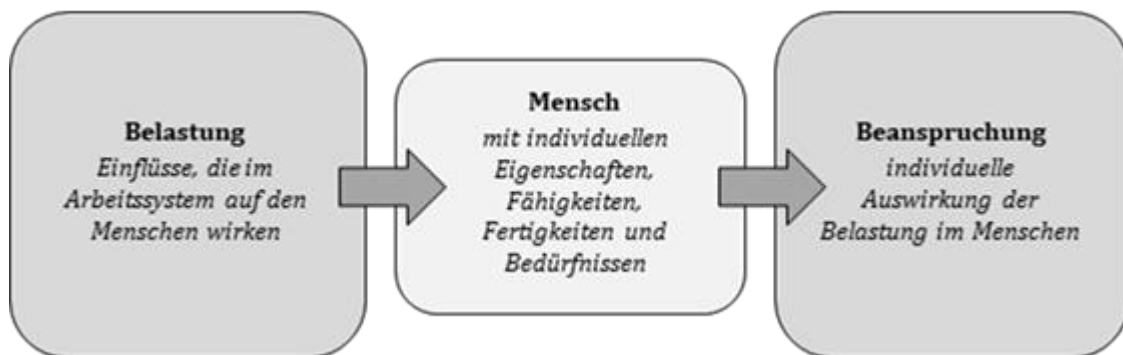 Belastung
Einflüsse, die im
Arbeitssystem auf den
Menschen wirken
Mensch
mit individuellen
Eigenschaften,
Fähigkeiten,
Fertigkeiten und
Bedürfnissen
Beanspruchung
individuelle
Auswirkung der
Belastung im Menschen